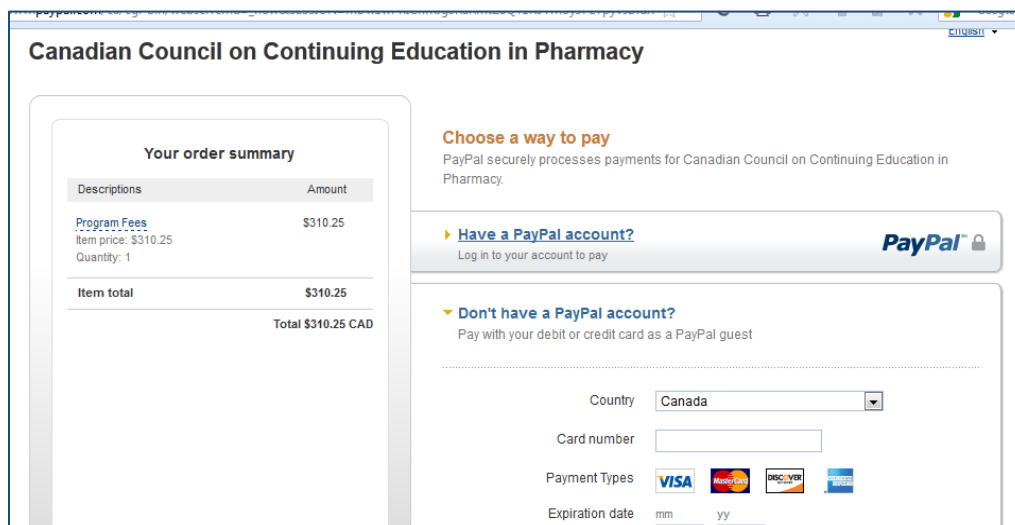 English
Canadian Council on Continuing Education in Pharmacy
Your order summary
Descriptions Amount
Program Fees $310.25
Item price: $310.25
Quantity: 1
Item total $310.25
Total $310.25 CAD
Choose a way to pay
PayPal securely processes payments for Canadian Council on Continuing Education in
Pharmacy.
Have a PayPal account?
Log in to your account to pay
PayPal™
Don't have a PayPal account?
Pay with your debit or credit card as a PayPal guest
Country Canada
Card number
Payment Types VISA MasterCard DISCOVER
Expiration date mm yy